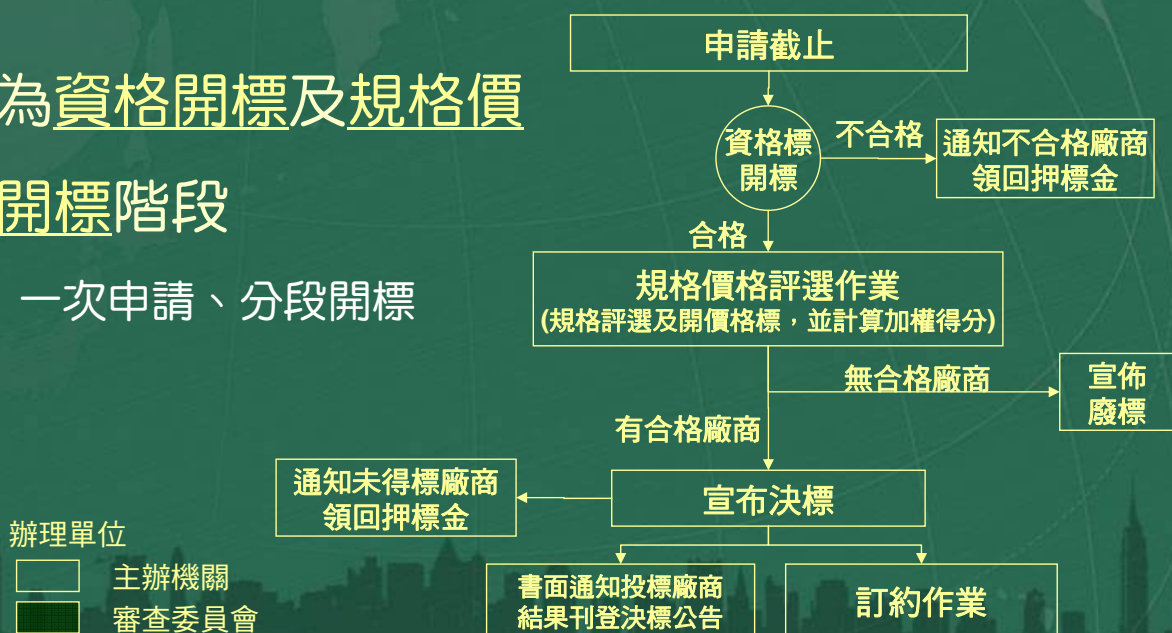 為資格開標及規格價
開標階段
一次申請、分段開標
申請截止
資格標
開標
不合格
通知不合格廠商
領回押標金
合格
規格價格評選作業
(規格評選及開價格標，並計算加權得分)
無合格廠商
宣佈
廢標
有合格廠商
宣布決標
通知未得標廠商
領回押標金
書面通知投標廠商
結果刊登決標公告
訂約作業
辦理單位
主辦機關
審查委員會